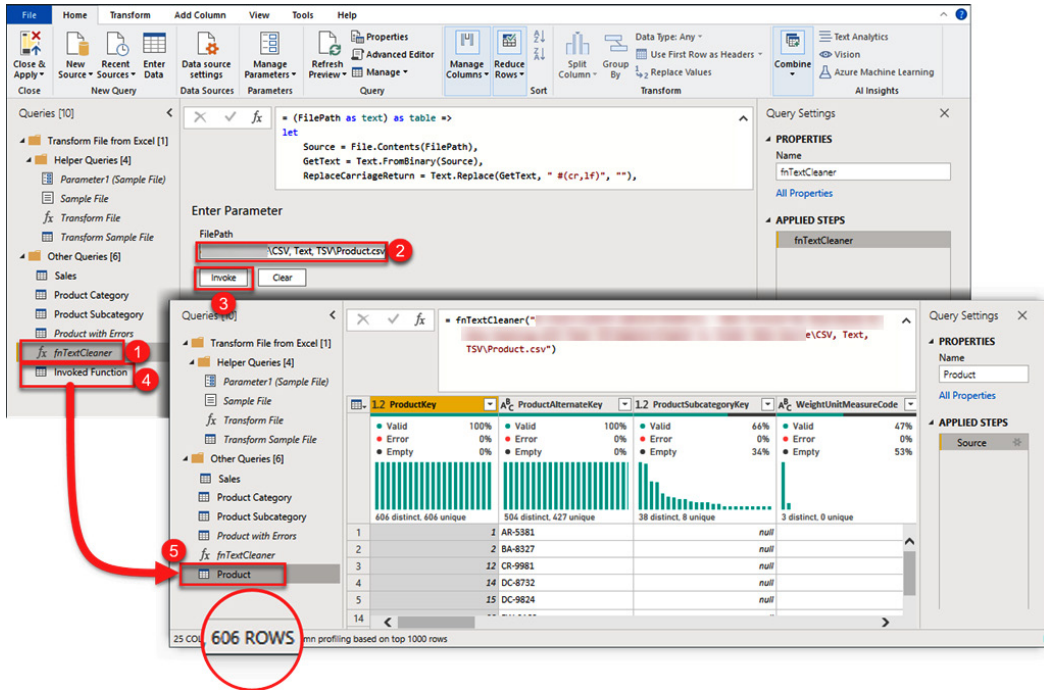 File Home Transform Add Column View Tools Help
Close & Apply
New Source
Recent Sources
Enter Data
Data source settings
Manage Parameters
Refresh Preview
Properties
Advanced Editor
Manage
Manage Columns
Reduce Rows
Split Column
Group By
Data Type: Any
Use First Row as Headers
Replace Values
Combine
Text Analytics
Vision
Azure Machine Learning
Close New Query Data Sources Parameters Query Sort Transform AI Insights
Queries [10]
Transform File from Excel [1]
Helper Queries [4]
Parameter1 (Sample File)
Sample File
fx Transform File
Transform Sample File
Other Queries [6]
Sales
Product Category
Product Subcategory
Product with Errors
fx fnTextCleaner 1
Invoked Function 4
fx
= (FilePath as text) as table =>
let
Source = File.Contents(FilePath),
GetText = Text.FromBinary(Source),
ReplaceCarriageReturn = Text.Replace(GetText, " #(cr,lf)", ""),
Enter Parameter
FilePath
\CSV, Text, TSV\Product.csv 2
Invoke Clear
3
Query Settings
PROPERTIES
Name
fnTextCleaner
All Properties
APPLIED STEPS
fnTextCleaner
Transform File from Excel [1]
Helper Queries [4]
Parameter1 (Sample File)
Sample File
fx Transform File
Transform Sample File
Other Queries [6]
Sales
Product Category
Product Subcategory
Product with Errors
fx fnTextCleaner
5 Product
fx
= fnTextCleaner("
e\CSV, Text,
TSV\Product.csv")
1.2 ProductKey ABC ProductAlternateKey 1.2 ProductSubcategoryKey ABC WeightUnitMeasureCode
Valid 100% Valid 100% Valid 66% Valid 47%
Error 0% Error 0% Error 0% Error 0%
Empty 0% Empty 0% Empty 34% Empty 53%
606 distinct, 606 unique 504 distinct, 427 unique 38 distinct, 8 unique 3 distinct, 0 unique
1 1 AR-5381 null
2 2 BA-8327 null
3 12 CR-9981 null
4 14 DC-8732 null
5 15 DC-9824 null
14
Query Settings
PROPERTIES
Name
Product
All Properties
APPLIED STEPS
Source
25 COL, 606 ROWS mn profiling based on top 1000 rows